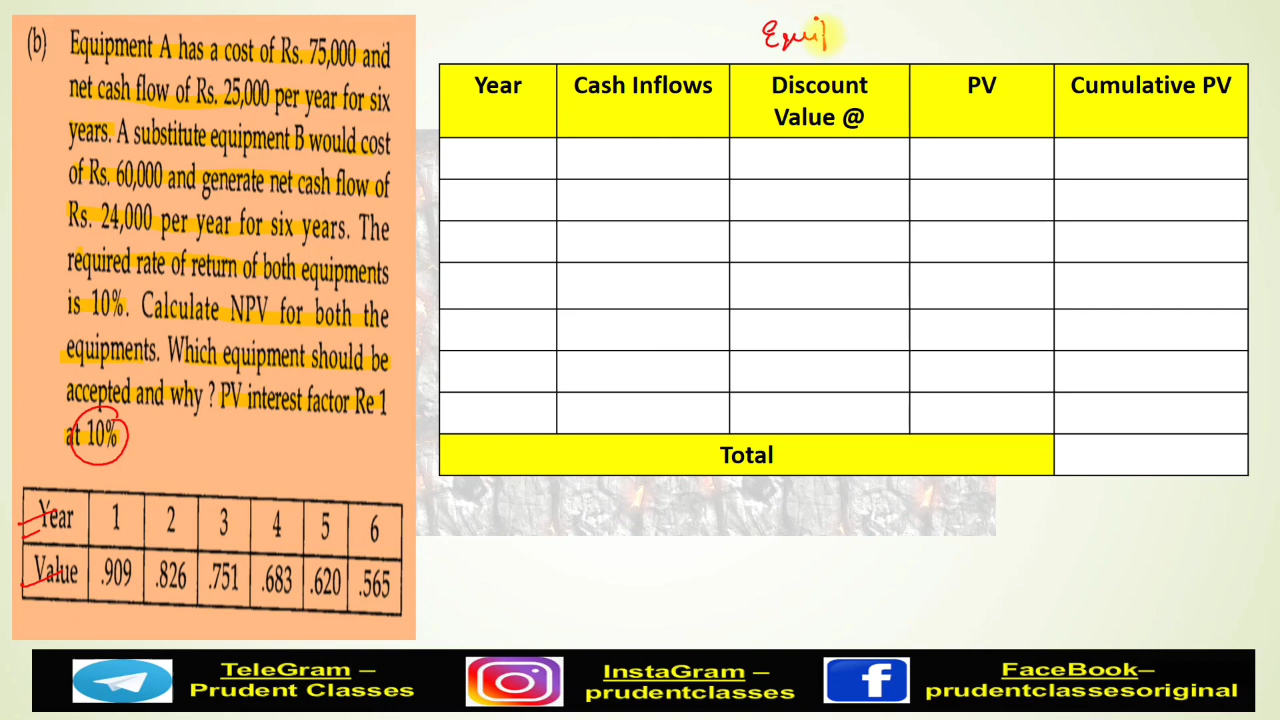 (b) Equipment A has a cost of Rs. 75,000 and
net cash flow of Rs. 25,000 per year for six
years. A substitute equipment B would cost
of Rs. 60,000 and generate net cash flow of
Rs. 24,000 per year for six years. The
required rate of return of both equipments
is 10%. Calculate NPV for both the
equipments. Which equipment should be
accepted and why ? PV interest factor Re 1
at 10%
Year 1 2 3 4 5 6
Value .909 .826 .751 .683 .620 .565
Equi
Year Cash Inflows Discount Value @ PV Cumulative PV
Total
TeleGram –
Prudent Classes
InstaGram –
prudentclasses
FaceBook–
prudentclassesoriginal